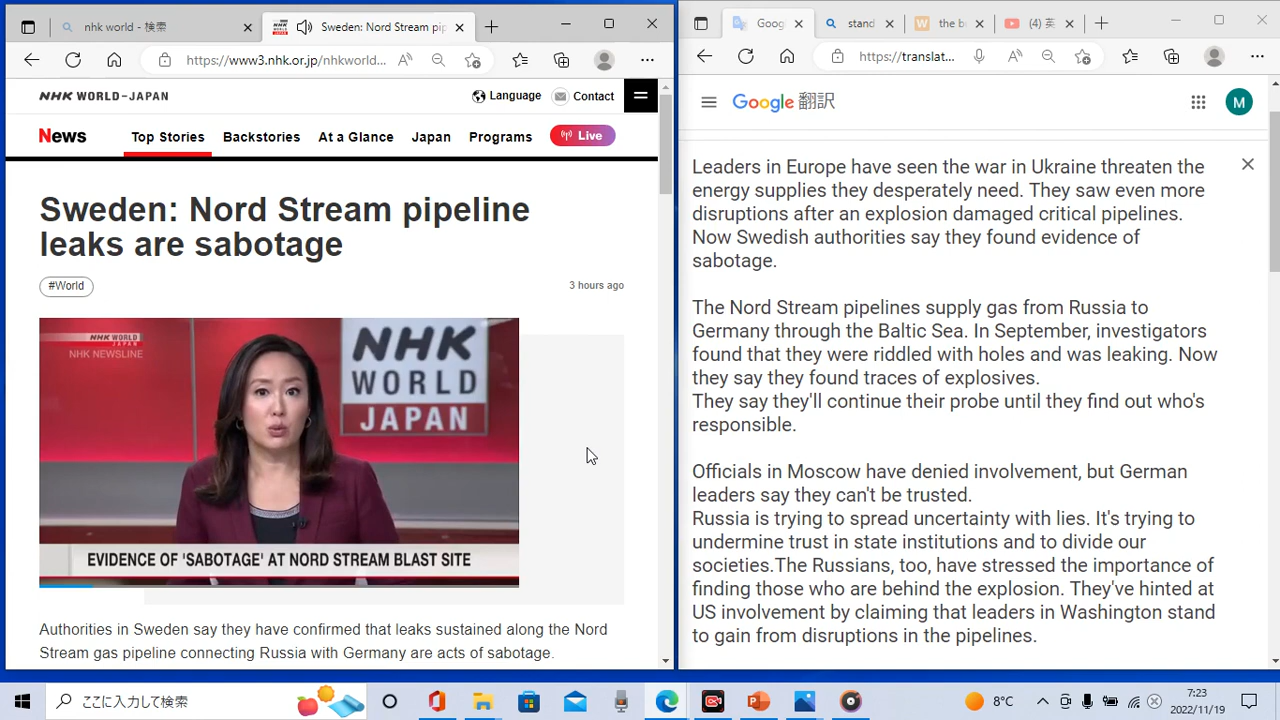 nhk world - 検索
Sweden: Nord Stream pip
https://www3.nhk.or.jp/nhkworld...
NHK WORLD-JAPAN
Language
Contact
News
Top Stories
Backstories
At a Glance
Japan
Programs
Live
Sweden: Nord Stream pipeline
leaks are sabotage
#World
3 hours ago
NHK WORLD
JAPAN
NHK NEWSLINE
NHK
WORLD
JAPAN
EVIDENCE OF 'SABOTAGE' AT NORD STREAM BLAST SITE
Authorities in Sweden say they have confirmed that leaks sustained along the Nord
Stream gas pipeline connecting Russia with Germany are acts of sabotage.
Goog
stand
the b
(4) 英
https://translat...
Google 翻訳
M
Leaders in Europe have seen the war in Ukraine threaten the
energy supplies they desperately need. They saw even more
disruptions after an explosion damaged critical pipelines.
Now Swedish authorities say they found evidence of
sabotage.
The Nord Stream pipelines supply gas from Russia to
Germany through the Baltic Sea. In September, investigators
found that they were riddled with holes and was leaking. Now
they say they found traces of explosives.
They say they'll continue their probe until they find out who's
responsible.
Officials in Moscow have denied involvement, but German
leaders say they can't be trusted.
Russia is trying to spread uncertainty with lies. It's trying to
undermine trust in state institutions and to divide our
societies.The Russians, too, have stressed the importance of
finding those who are behind the explosion. They've hinted at
US involvement by claiming that leaders in Washington stand
to gain from disruptions in the pipelines.
ここに入力して検索
8°C
7:23
2022/11/19